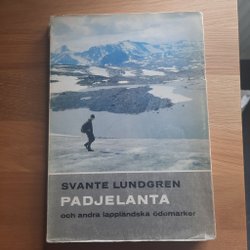 SVANTE LUNDGREN
PADJELANTA
och andra lappländska ödemarker